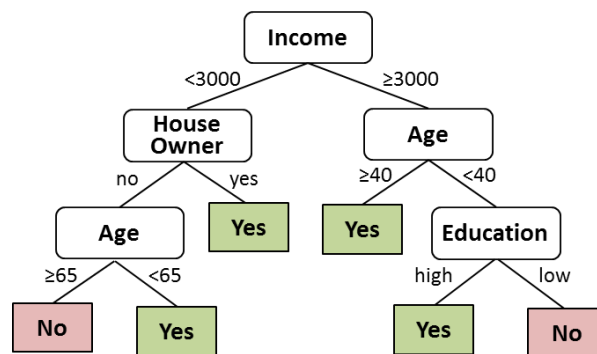 Income
<3000
≥3000
House
Owner
Age
no
yes
≥40
<40
Age
Yes
Yes
Education
≥65
<65
high
low
No
Yes
Yes
No